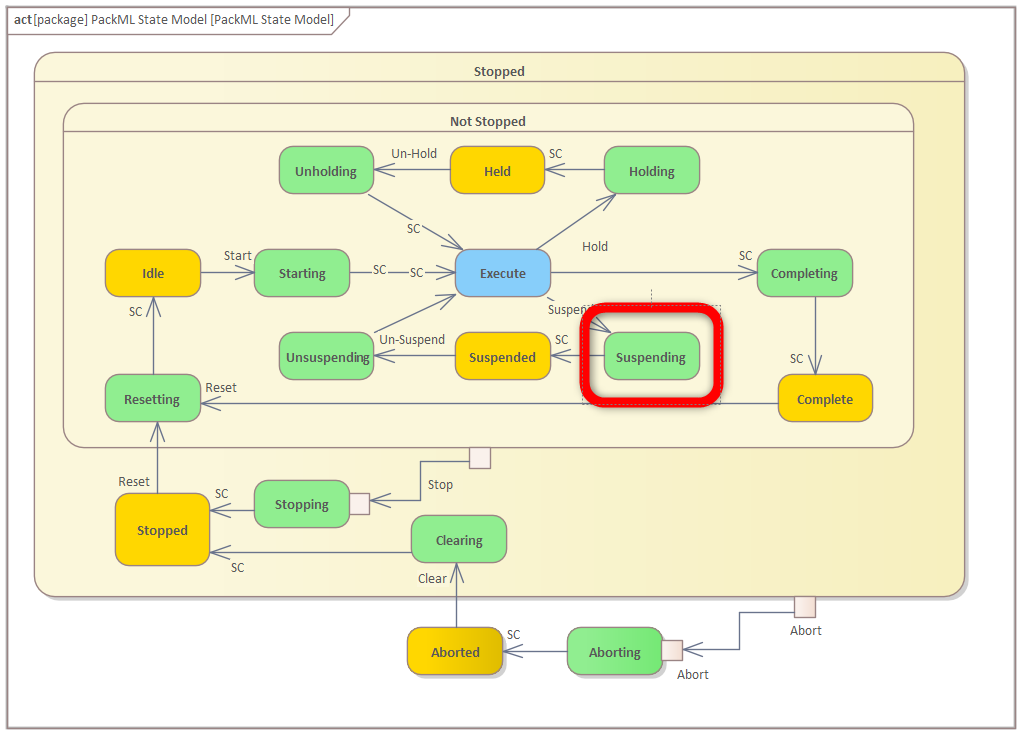 act [package] PackML State Model [PackML State Model]
Stopped
Not Stopped
Un-Hold
SC
Unholding
Held
Holding
SC
Hold
Start
SC
SC
SC
Idle
Starting
Execute
Completing
SC
Suspen
Un-Suspend
SC
Unsuspending
Suspended
Suspending
SC
Reset
Resetting
Complete
Reset
SC
Stop
Stopping
Stopped
Clearing
SC
Clear
SC
Abort
Aborted
Aborting
Abort